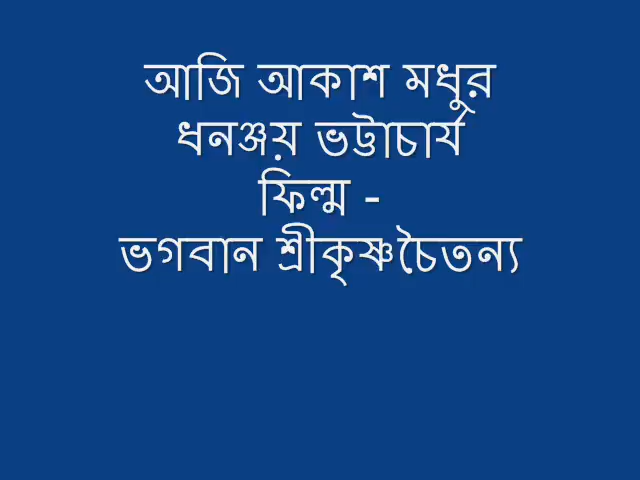 আজি আকাশ মধুর
ধনঞ্জয় ভট্টাচার্য
ফিল্ম -
ভগবান শ্রীকৃষ্ণচৈতন্য